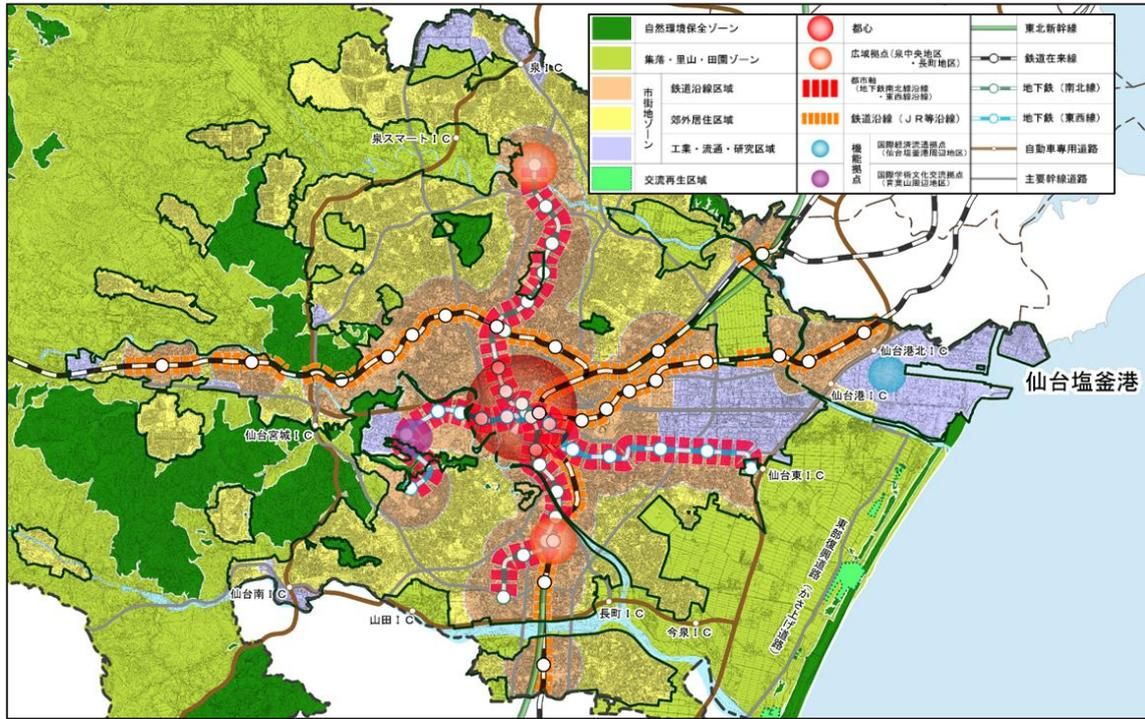 自然環境保全ゾーン
集落・里山・田園ゾーン
市街地ゾーン
鉄道沿線区域
郊外居住区域
工業・流通・研究区域
交流再生区域
都心
広域拠点(泉中央地区
・長町地区)
都市軸
(地下鉄南北線沿線
・東西線沿線)
鉄道沿線(JR等沿線)
機能拠点
国際経済流通拠点
(仙台塩釜港周辺地区)
国際学術文化交流拠点
(青葉山周辺地区)
東北新幹線
鉄道在来線
地下鉄(南北線)
地下鉄(東西線)
自動車専用道路
主要幹線道路
泉IC
泉スマートIC
仙台港北IC
仙台塩釜港
仙台港IC
仙台宮城IC
仙台東IC
東部復興道路(かさ上げ道路)
仙台南IC
山田IC
長町IC
今泉IC